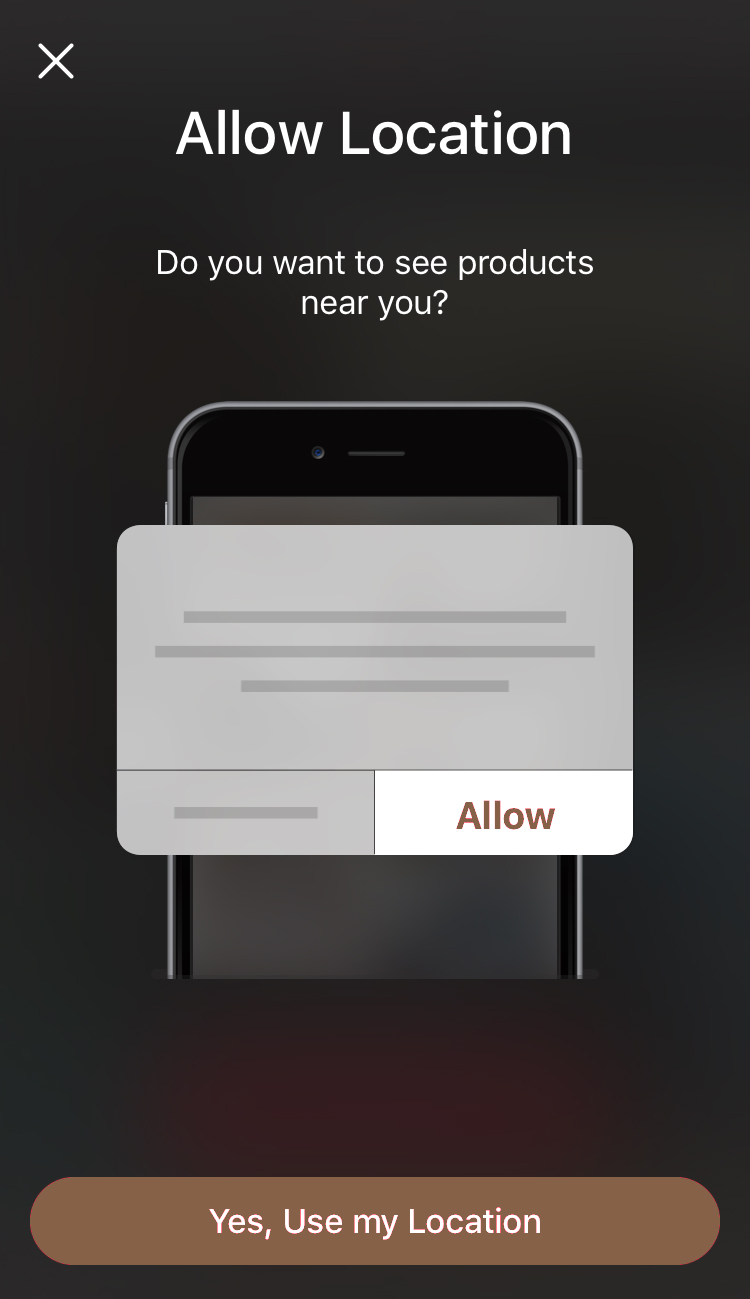 Allow Location
Do you want to see products
near you?
Allow
Yes, Use my Location